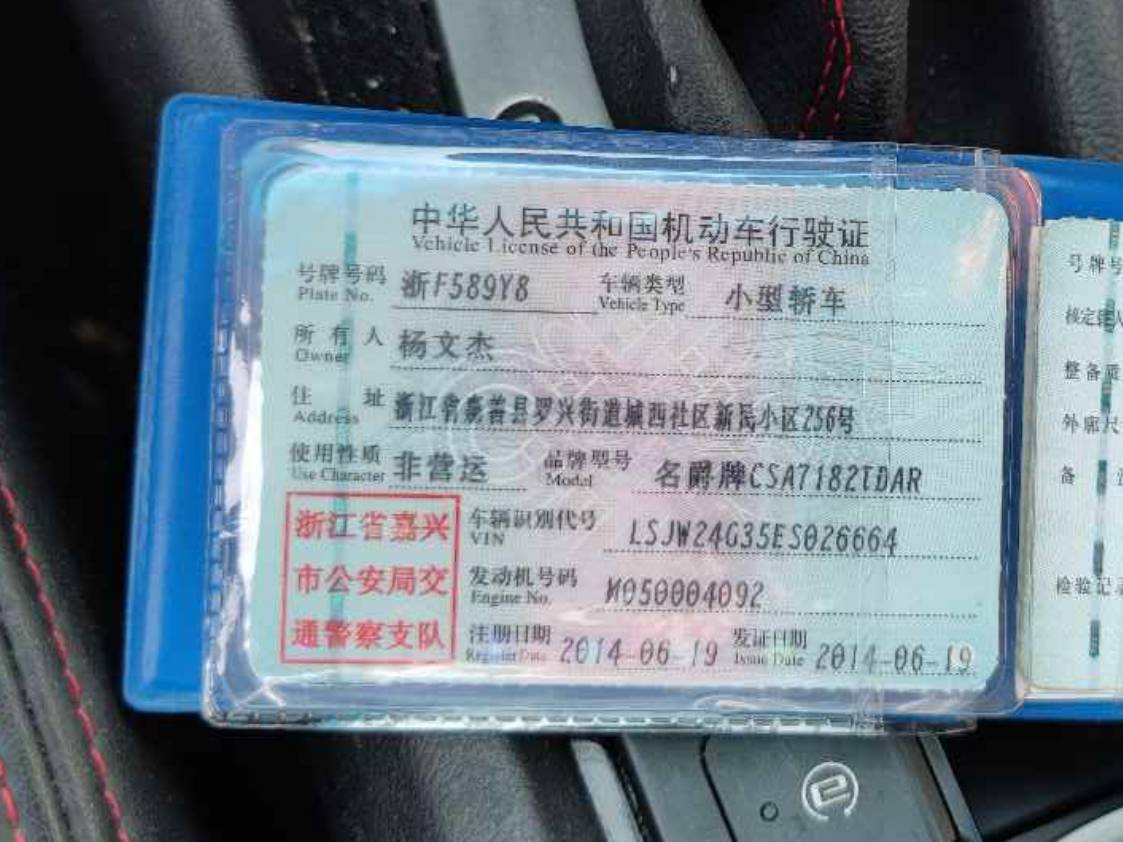 中华人民共和国机动车行驶证
Vehicle License of the People's Republic of China
号牌号码 浙F589Y8 车辆类型 小型轿车
Plate No. Vehicle Type
所有人 杨文杰
Owner
住址 浙江省嘉善县罗兴街道城西社区新民小区256号
Address
使用性质 非营运 品牌型号 名爵牌CSA7182TDAR
Use Character Model
浙江省嘉兴
市公安局交
通警察支队
车辆识别代号 LSJW24G35ES026664
VIN
发动机号码 M050004092
Engine No.
注册日期 2014-06-19 发证日期 2014-06-19
Register Date Issue Date
号牌号
核定载人
整备质
外廓尺
备
检验记录